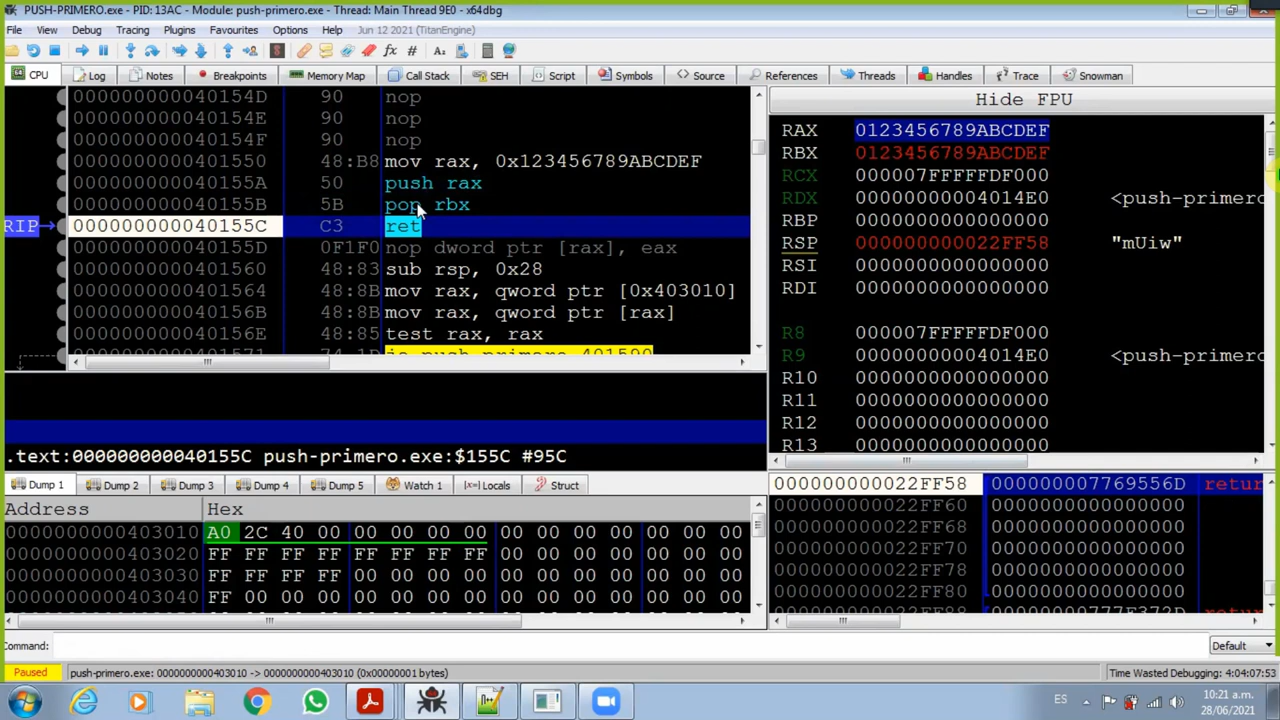 PUSH-PRIMERO.exe - PID: 13AC - Module: push-primero.exe - Thread: Main Thread 9E0 - x64dbg
File View Debug Tracing Plugins Favourites Options Help Jun 12 2021 (TitanEngine)
CPU Log Notes Breakpoints Memory Map Call Stack SEH Script Symbols Source References Threads Handles Trace Snowman
000000000040154D 90 nop
000000000040154E 90 nop
000000000040154F 90 nop
0000000000401550 48:B8 mov rax, 0x123456789ABCDEF
000000000040155A 50 push rax
000000000040155B 5B pop rbx
RIP 000000000040155C C3 ret
000000000040155D 0F1F0 nop dword ptr [rax], eax
0000000000401560 48:83 sub rsp, 0x28
0000000000401564 48:8B mov rax, qword ptr [0x403010]
000000000040156B 48:8B mov rax, qword ptr [rax]
000000000040156E 48:85 test rax, rax
0000000000401571 74 1D je push-primero.401590
.text:000000000040155C push-primero.exe:$155C #95C
Hide FPU
RAX 0123456789ABCDEF
RBX 0123456789ABCDEF
RCX 000007FFFFFDF000
RDX 00000000004014E0 <push-primero
RBP 0000000000000000
RSP 000000000022FF58 "mUiw"
RSI 0000000000000000
RDI 0000000000000000
R8 000007FFFFFDF000
R9 00000000004014E0 <push-primero
R10 0000000000000000
R11 0000000000000000
R12 0000000000000000
R13 0000000000000000
Dump 1 Dump 2 Dump 3 Dump 4 Dump 5 Watch 1 Locals Struct
Address Hex
0000000000403010 A0 2C 40 00 00 00 00 00 00 00 00 00 00 00 00
0000000000403020 FF FF FF FF FF FF FF FF 00 00 00 00 00 00 00
0000000000403030 FF FF FF FF 00 00 00 00 00 00 00 00 00 00 00
0000000000403040 FF 00 00 00 00 00 00 00 00 00 00 00 00 00 00
000000000022FF58 000000007769556D retur
000000000022FF60 0000000000000000
000000000022FF68 0000000000000000
000000000022FF70 0000000000000000
000000000022FF78 0000000000000000
000000000022FF80 0000000000000000
000000000022FF88 00000000777F372D retur
Command: Default
Paused push-primero.exe: 0000000000403010 -> 0000000000403010 (0x00000001 bytes) Time Wasted Debugging: 4:04:07:53
ES 10:21 a.m.
28/06/2021